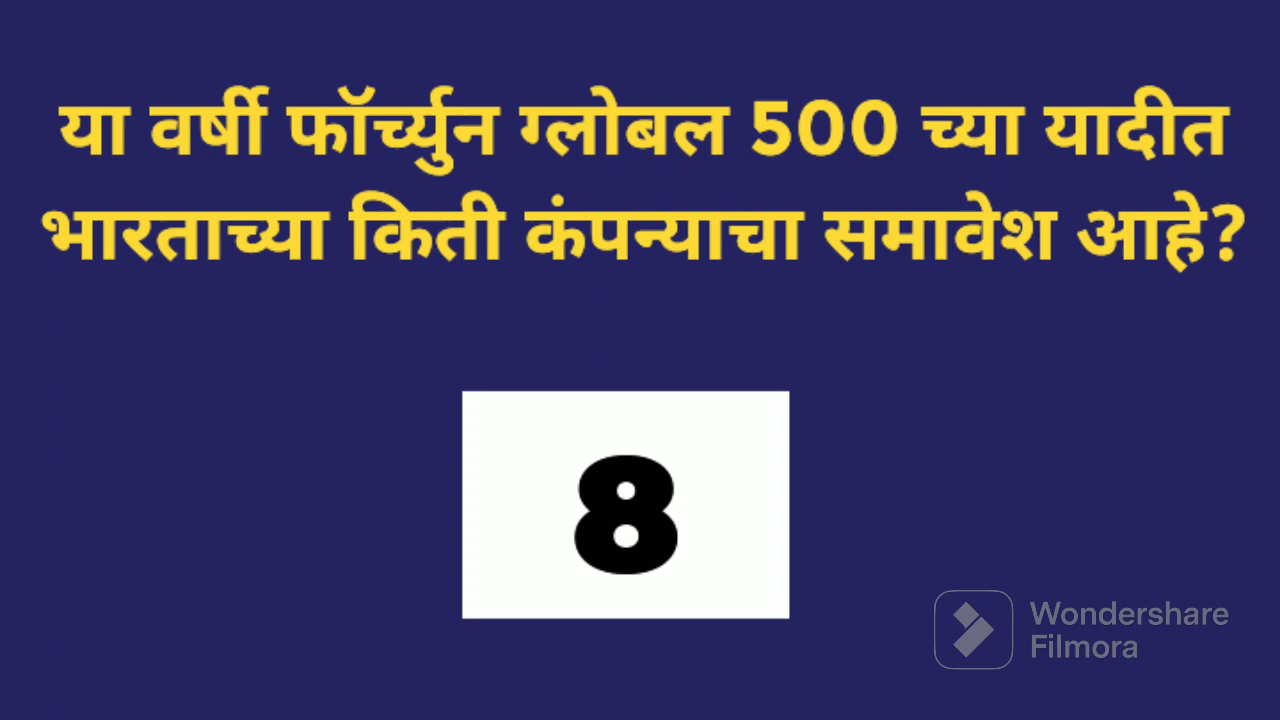 या वर्षी फॉर्च्युन ग्लोबल 500 च्या यादीत
भारताच्या किती कंपन्याचा समावेश आहे?
8
Wondershare
Filmora